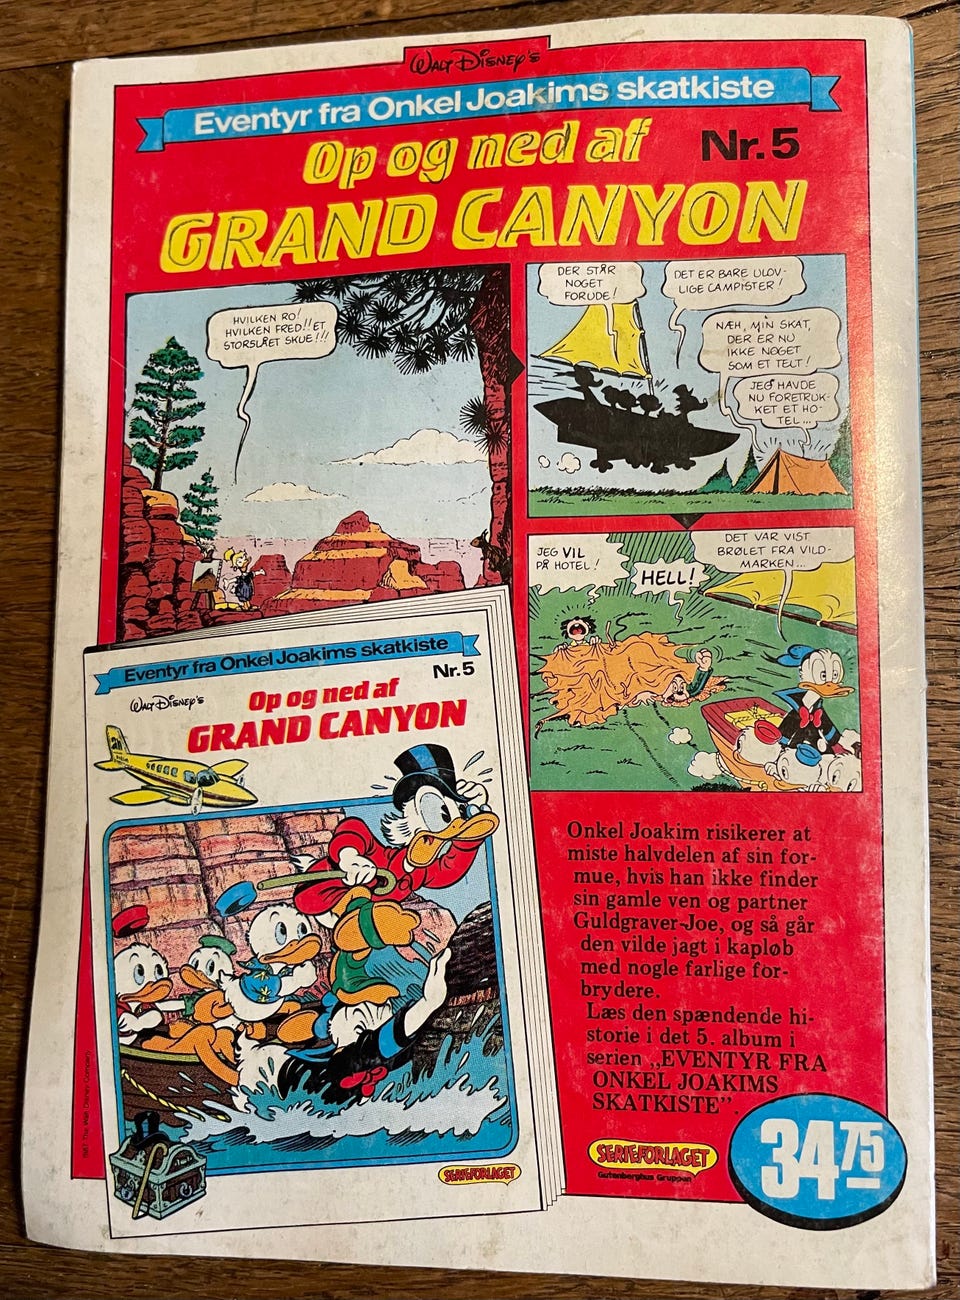 WALT DISNEY'S
Eventyr fra Onkel Joakims skatkiste
Op og ned af
Nr. 5
GRAND CANYON
HVILKEN RO!
HVILKEN FRED!! ET
STORSLÅET SKUE!!!
DER STÅR
NOGET
FORUDE!
DET ER BARE ULOV-
LIGE CAMPISTER!
NÆH, MIN SKAT,
DER ER NU
IKKE NOGET
SOM ET TELT!
JEG HAVDE
NU FORETRUK-
KET ET HO-
TEL...
JEG VIL
PÅ HOTEL!
HELL!
DET VAR VIST
BRØLET FRA VILD-
MARKEN...
Eventyr fra Onkel Joakims skatkiste
Nr. 5
WALT DISNEY'S
Op og ned af
GRAND CANYON
SERIEFORLAGET
Onkel Joakim risikerer at
miste halvdelen af sin for-
mue, hvis han ikke finder
sin gamle ven og partner
Guldgraver-Joe, og så går
den vilde jagt i kapløb
med nogle farlige for-
brydere.
Læs den spændende hi-
storie i det 5. album i
serien „EVENTYR FRA
ONKEL JOAKIMS
SKATKISTE”.
SERIEFORLAGET
Gutenberghus Gruppen
34 75